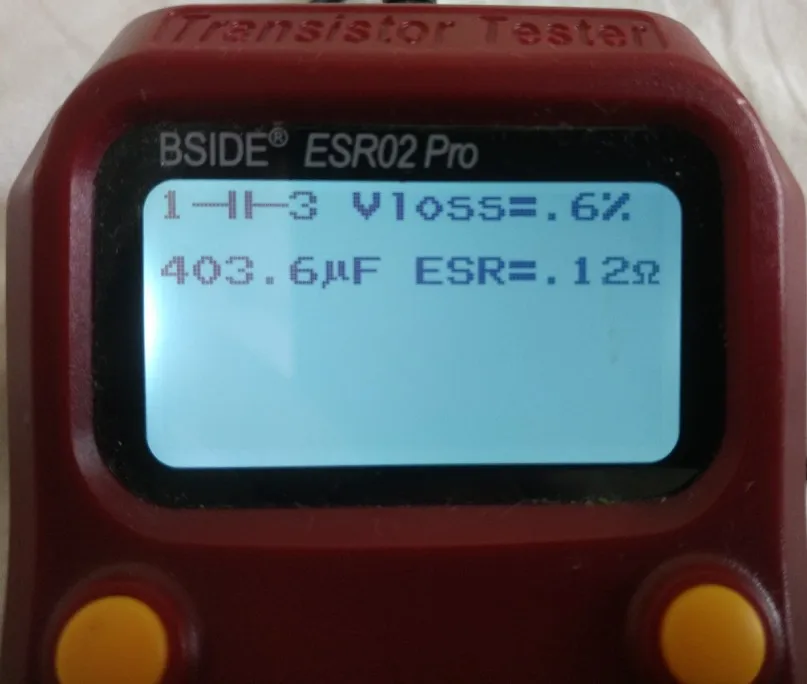 Transistor Tester
BSIDE® ESR02 Pro
1 ⊣⊢ 3 Vloss=.6%
403.6µF ESR=.12Ω